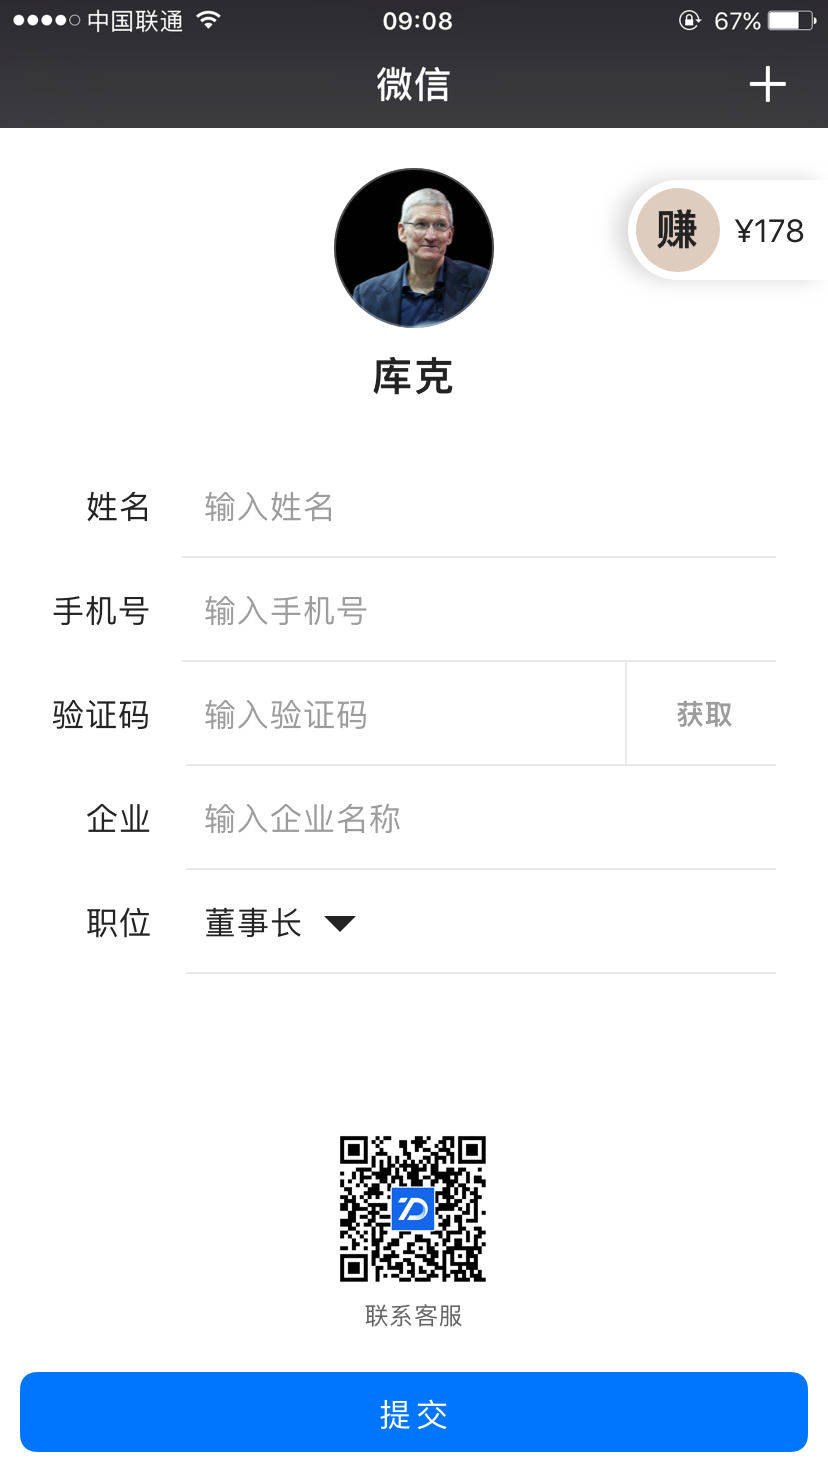 中国联通 09:08 67%
微信
赚 ¥178
库克
姓名 输入姓名
手机号 输入手机号
验证码 输入验证码 获取
企业 输入企业名称
职位 董事长
联系客服
提交